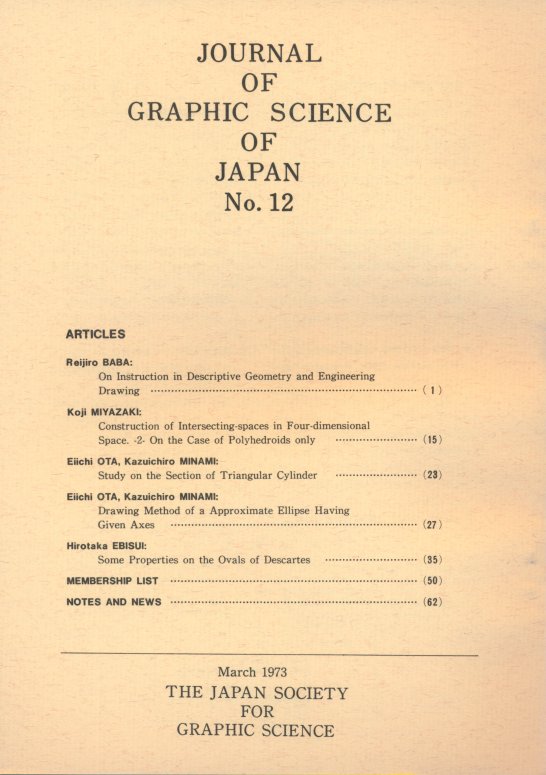 JOURNAL
OF
GRAPHIC SCIENCE
OF
JAPAN
No. 12
ARTICLES
Reijiro BABA:
On Instruction in Descriptive Geometry and Engineering
Drawing ( 1 )
Koji MIYAZAKI:
Construction of Intersecting-spaces in Four-dimensional
Space. -2- On the Case of Polyhedroids only (15)
Eiichi OTA, Kazuichiro MINAMI:
Study on the Section of Triangular Cylinder (23)
Eiichi OTA, Kazuichiro MINAMI:
Drawing Method of a Approximate Ellipse Having
Given Axes (27)
Hirotaka EBISUI:
Some Properties on the Ovals of Descartes (35)
MEMBERSHIP LIST (50)
NOTES AND NEWS (62)
March 1973
THE JAPAN SOCIETY
FOR
GRAPHIC SCIENCE